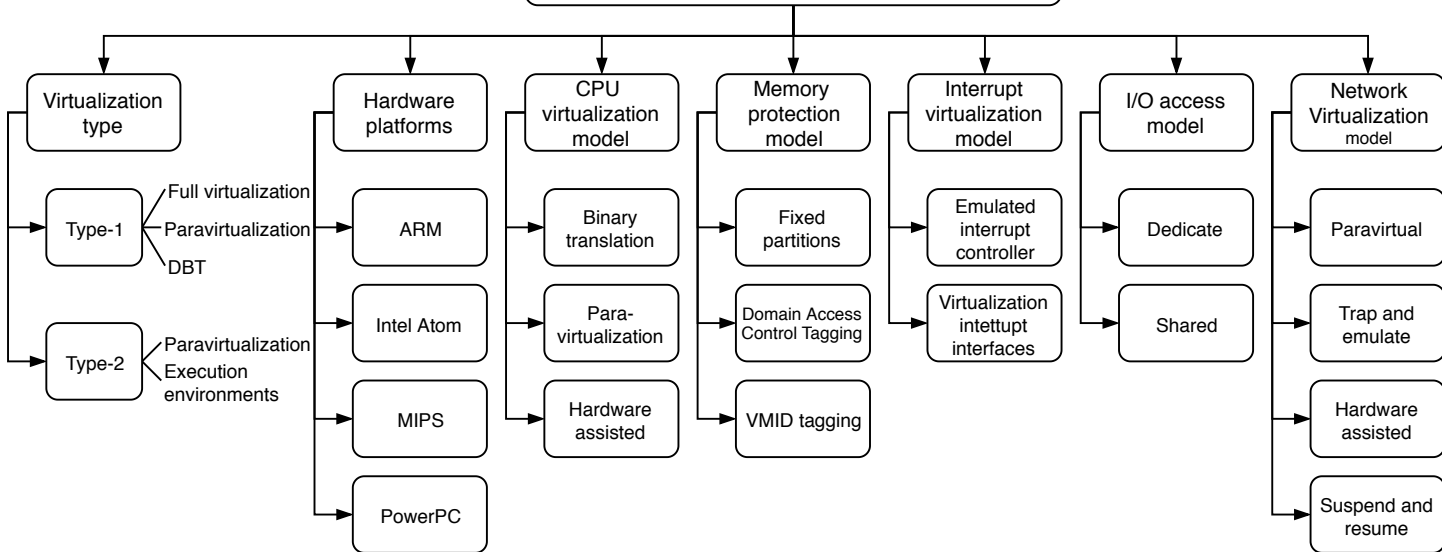 Virtualization
type
Type-1
Full virtualization
Paravirtualization
DBT
Type-2
Paravirtualization
Execution
environments
Hardware
platforms
ARM
Intel Atom
MIPS
PowerPC
CPU
virtualization
model
Binary
translation
Para-
virtualization
Hardware
assisted
Memory
protection
model
Fixed
partitions
Domain Access
Control Tagging
VMID tagging
Interrupt
virtualization
model
Emulated
interrupt
controller
Virtualization
intettupt
interfaces
I/O access
model
Dedicate
Shared
Network
Virtualization
model
Paravirtual
Trap and
emulate
Hardware
assisted
Suspend and
resume